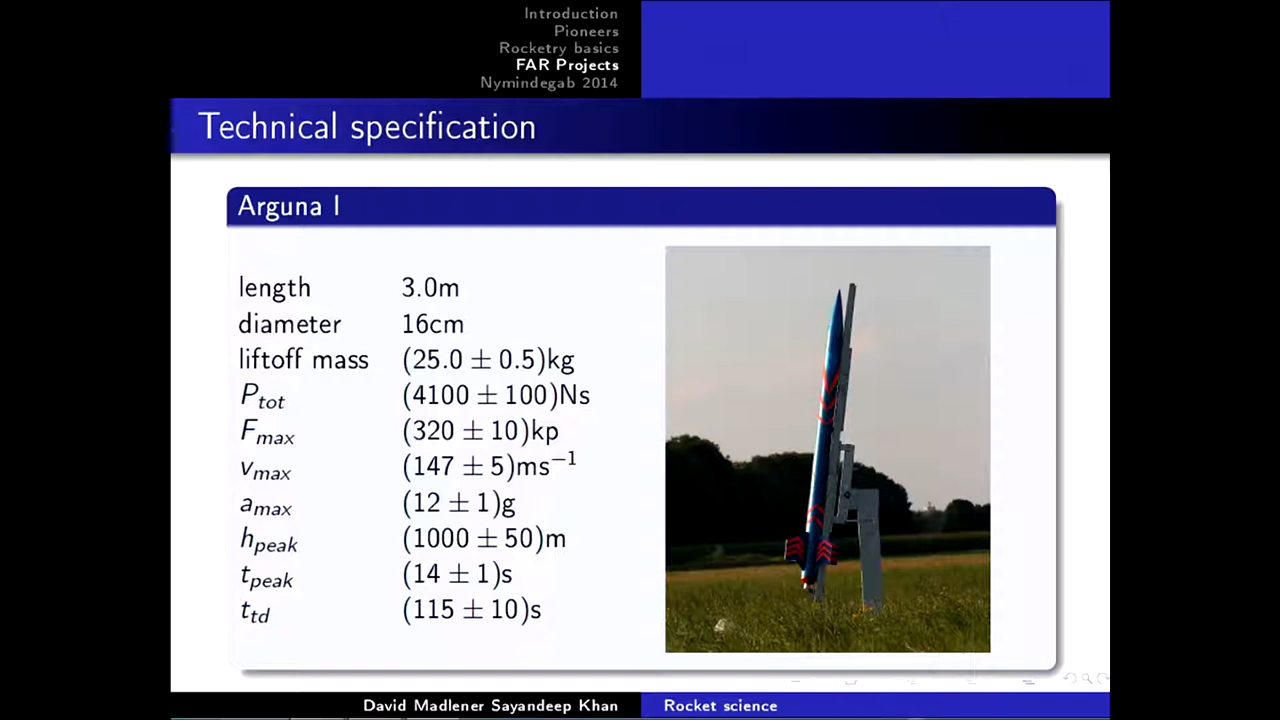 Introduction
Pioneers
Rocketry basics
FAR Projects
Nymindegab 2014
Technical specification
Arguna I
length 3.0m
diameter 16cm
liftoff mass (25.0 ± 0.5)kg
P_tot (4100 ± 100)Ns
F_max (320 ± 10)kp
v_max (147 ± 5)ms⁻¹
a_max (12 ± 1)g
h_peak (1000 ± 50)m
t_peak (14 ± 1)s
t_td (115 ± 10)s
David Madlener Sayandeep Khan Rocket science